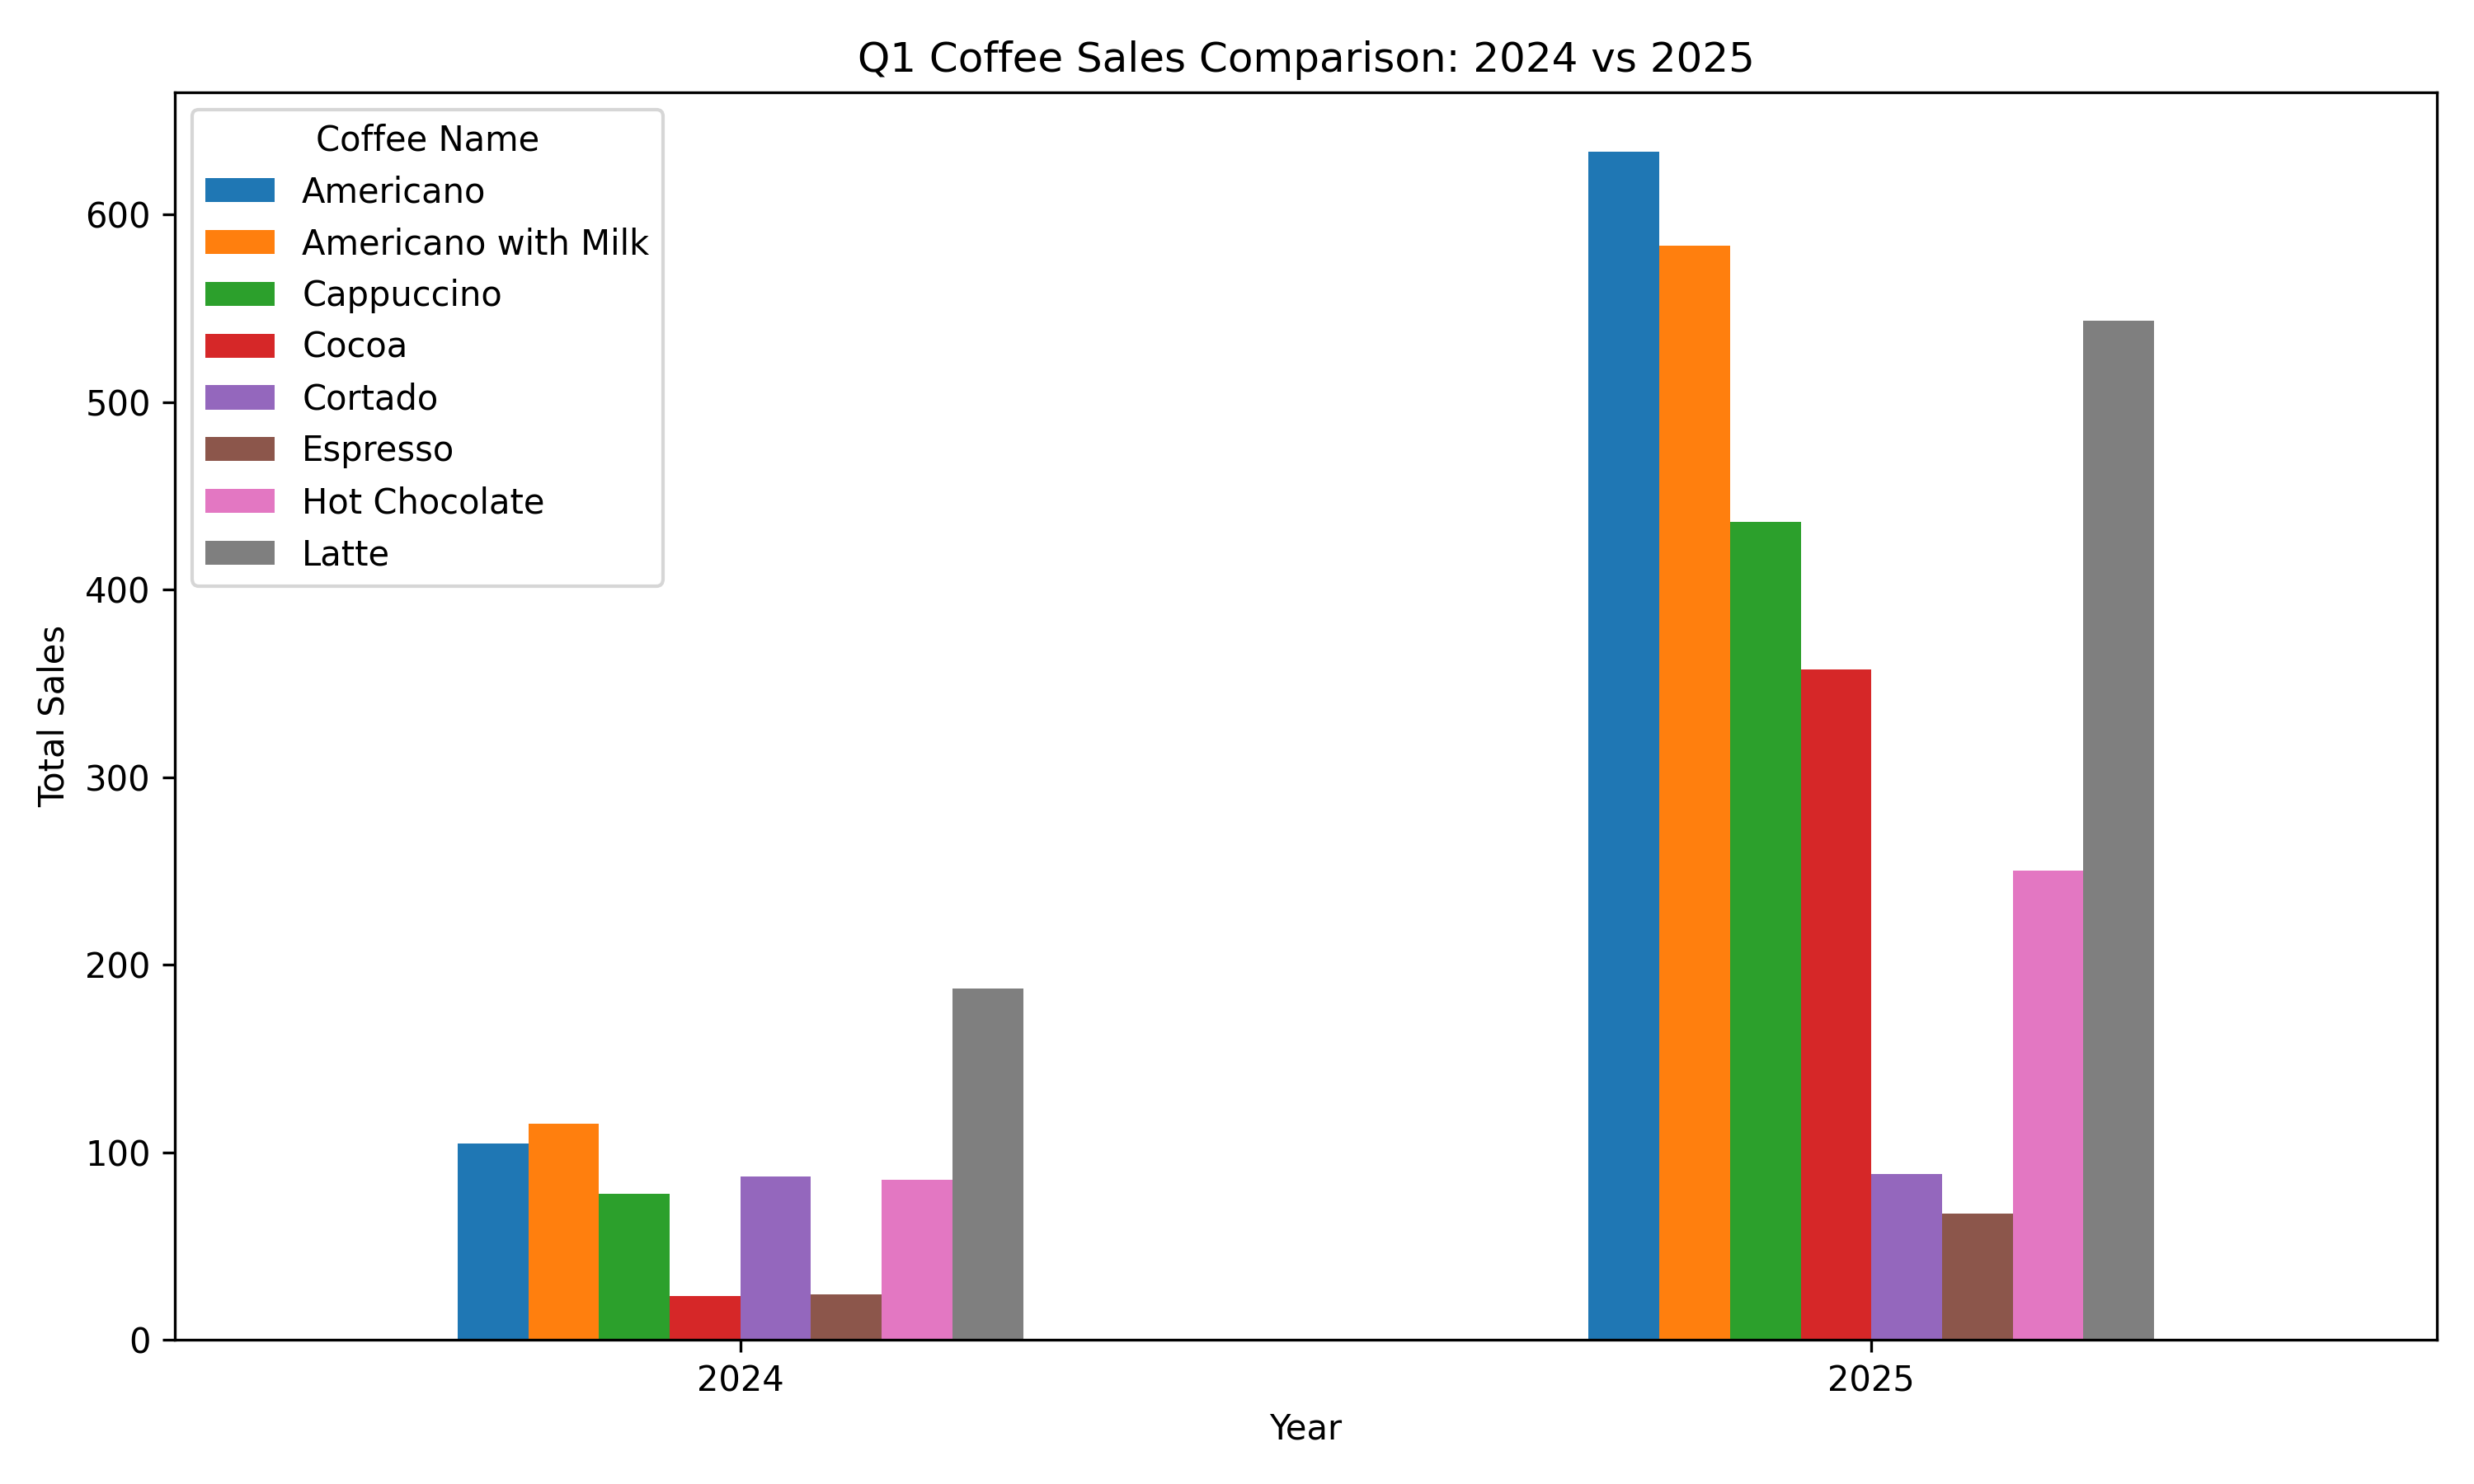 Q1 Coffee Sales Comparison: 2024 vs 2025
Coffee Name
Americano
Americano with Milk
Cappuccino
Cocoa
Cortado
Espresso
Hot Chocolate
Latte
600
500
400
300
200
100
0
Total Sales
2024
2025
Year